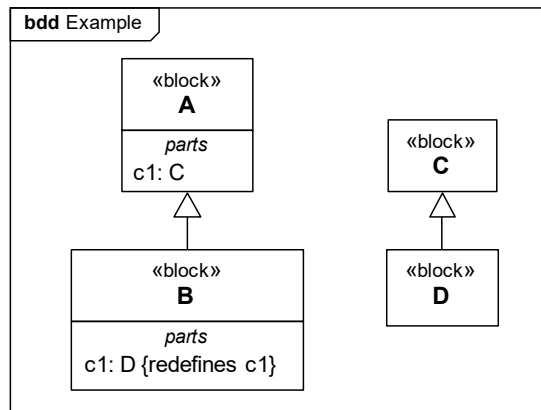 bdd Example
«block»
A
parts
c1: C
«block»
C
«block»
B
parts
c1: D {redefines c1}
«block»
D